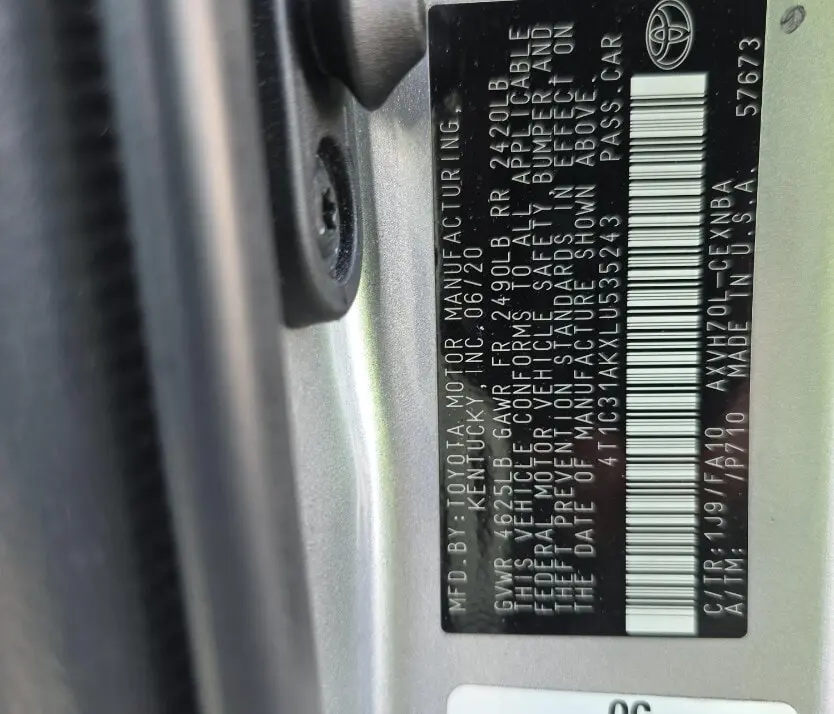 MFD.BY:TOYOTA MOTOR MANUFACTURING,
KENTUCKY,INC. 06/20
GVWR 4625LB GAWR FR 2490LB RR 2420LB
THIS VEHICLE CONFORMS TO ALL APPLICABLE
FEDERAL MOTOR VEHICLE SAFETY, BUMPER AND
THEFT PREVENTION STANDARDS IN EFFECT ON
THE DATE OF MANUFACTURE SHOWN ABOVE.
4T1C31AKXLU535243 PASS.CAR
C/TR:1J9/FA10 AXVH70L-CEXNBA
A/TM: /P710 MADE IN U.S.A. 57673